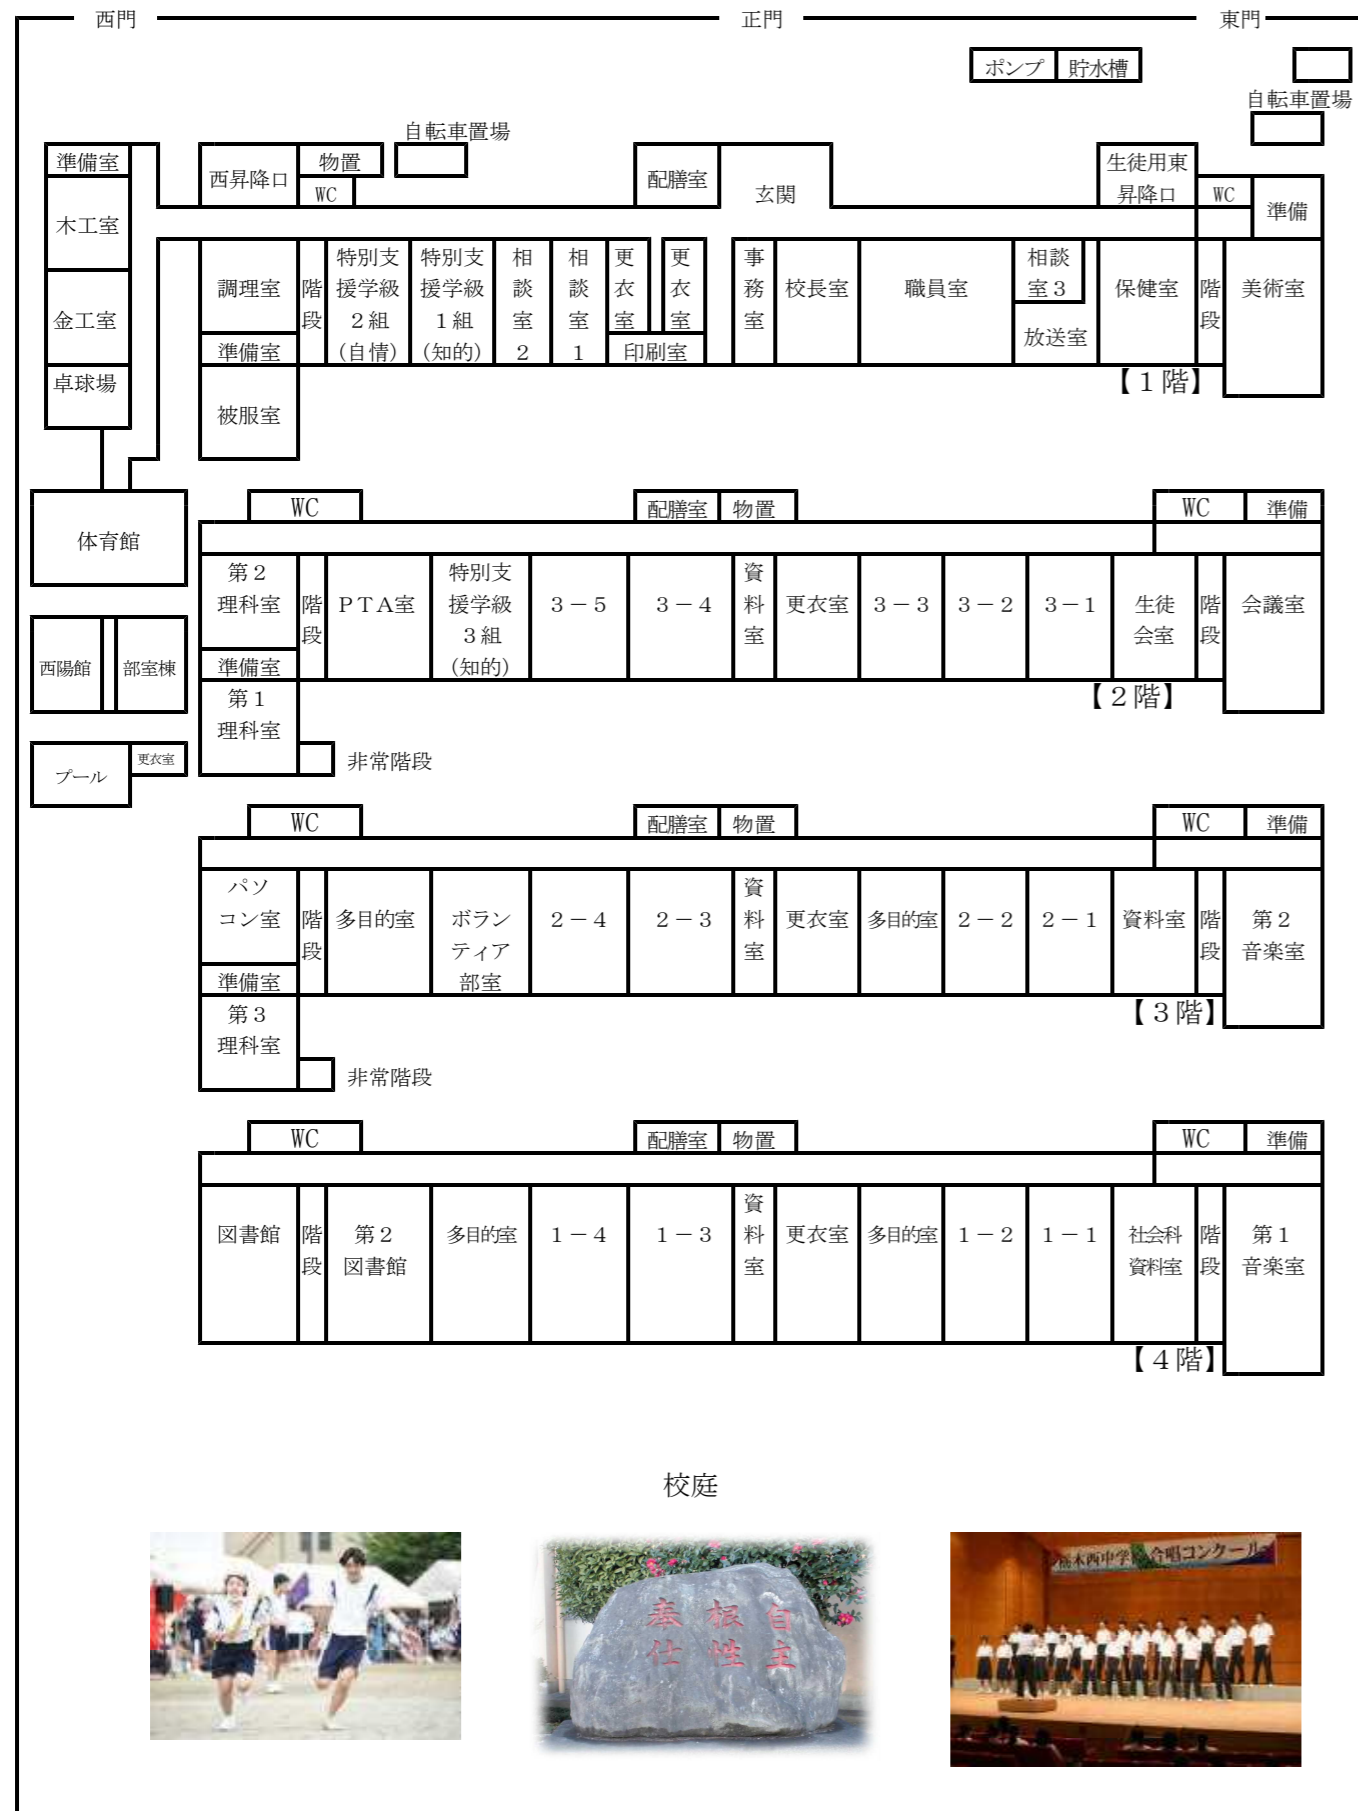 西門 正門 東門
ポンプ 貯水槽
自転車置場
自転車置場
準備室 西昇降口 物置 WC 配膳室 玄関 生徒用東昇降口 WC 準備
木工室
金工室
卓球場
調理室 階段 特別支援学級２組(自情) 特別支援学級１組(知的) 相談室２ 相談室１ 更衣室 更衣室 事務室 校長室 職員室 相談室３ 保健室 階段 美術室
準備室 印刷室 放送室
【１階】
被服室
体育館
西陽館 部室棟
プール 更衣室
WC 配膳室 物置 WC 準備
第２理科室 階段 ＰＴＡ室 特別支援学級３組(知的) ３－５ ３－４ 資料室 更衣室 ３－３ ３－２ ３－１ 生徒会室 階段 会議室
準備室
【２階】
第１理科室
非常階段
WC 配膳室 物置 WC 準備
パソコン室 階段 多目的室 ボランティア部室 ２－４ ２－３ 資料室 更衣室 多目的室 ２－２ ２－１ 資料室 階段 第２音楽室
準備室
【３階】
第３理科室
非常階段
WC 配膳室 物置 WC 準備
図書館 階段 第２図書館 多目的室 １－４ １－３ 資料室 更衣室 多目的室 １－２ １－１ 社会科資料室 階段 第１音楽室
【４階】
校庭
自主
根性
奉仕
木西中学校 合唱コンクール